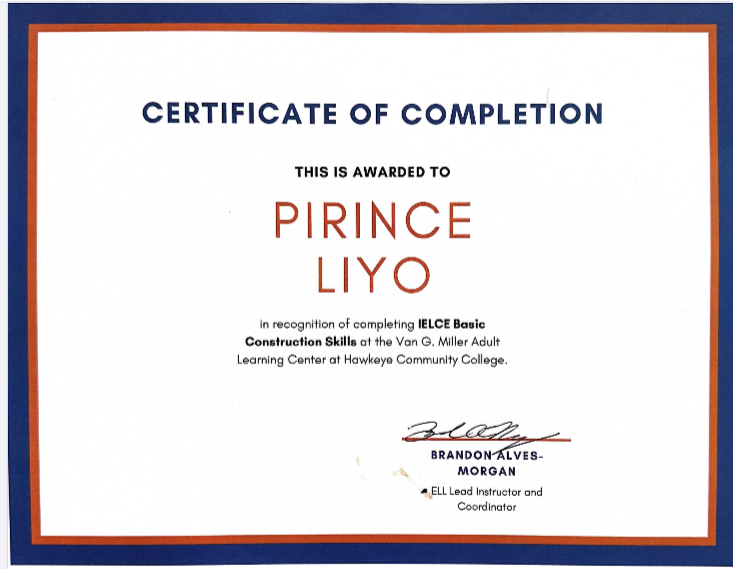 CERTIFICATE OF COMPLETION
THIS IS AWARDED TO
PIRINCE
LIYO
in recognition of completing IELCE Basic
Construction Skills at the Van G. Miller Adult
Learning Center at Hawkeye Community College.
BRANDON ALVES-
MORGAN
ELL Lead Instructor and
Coordinator